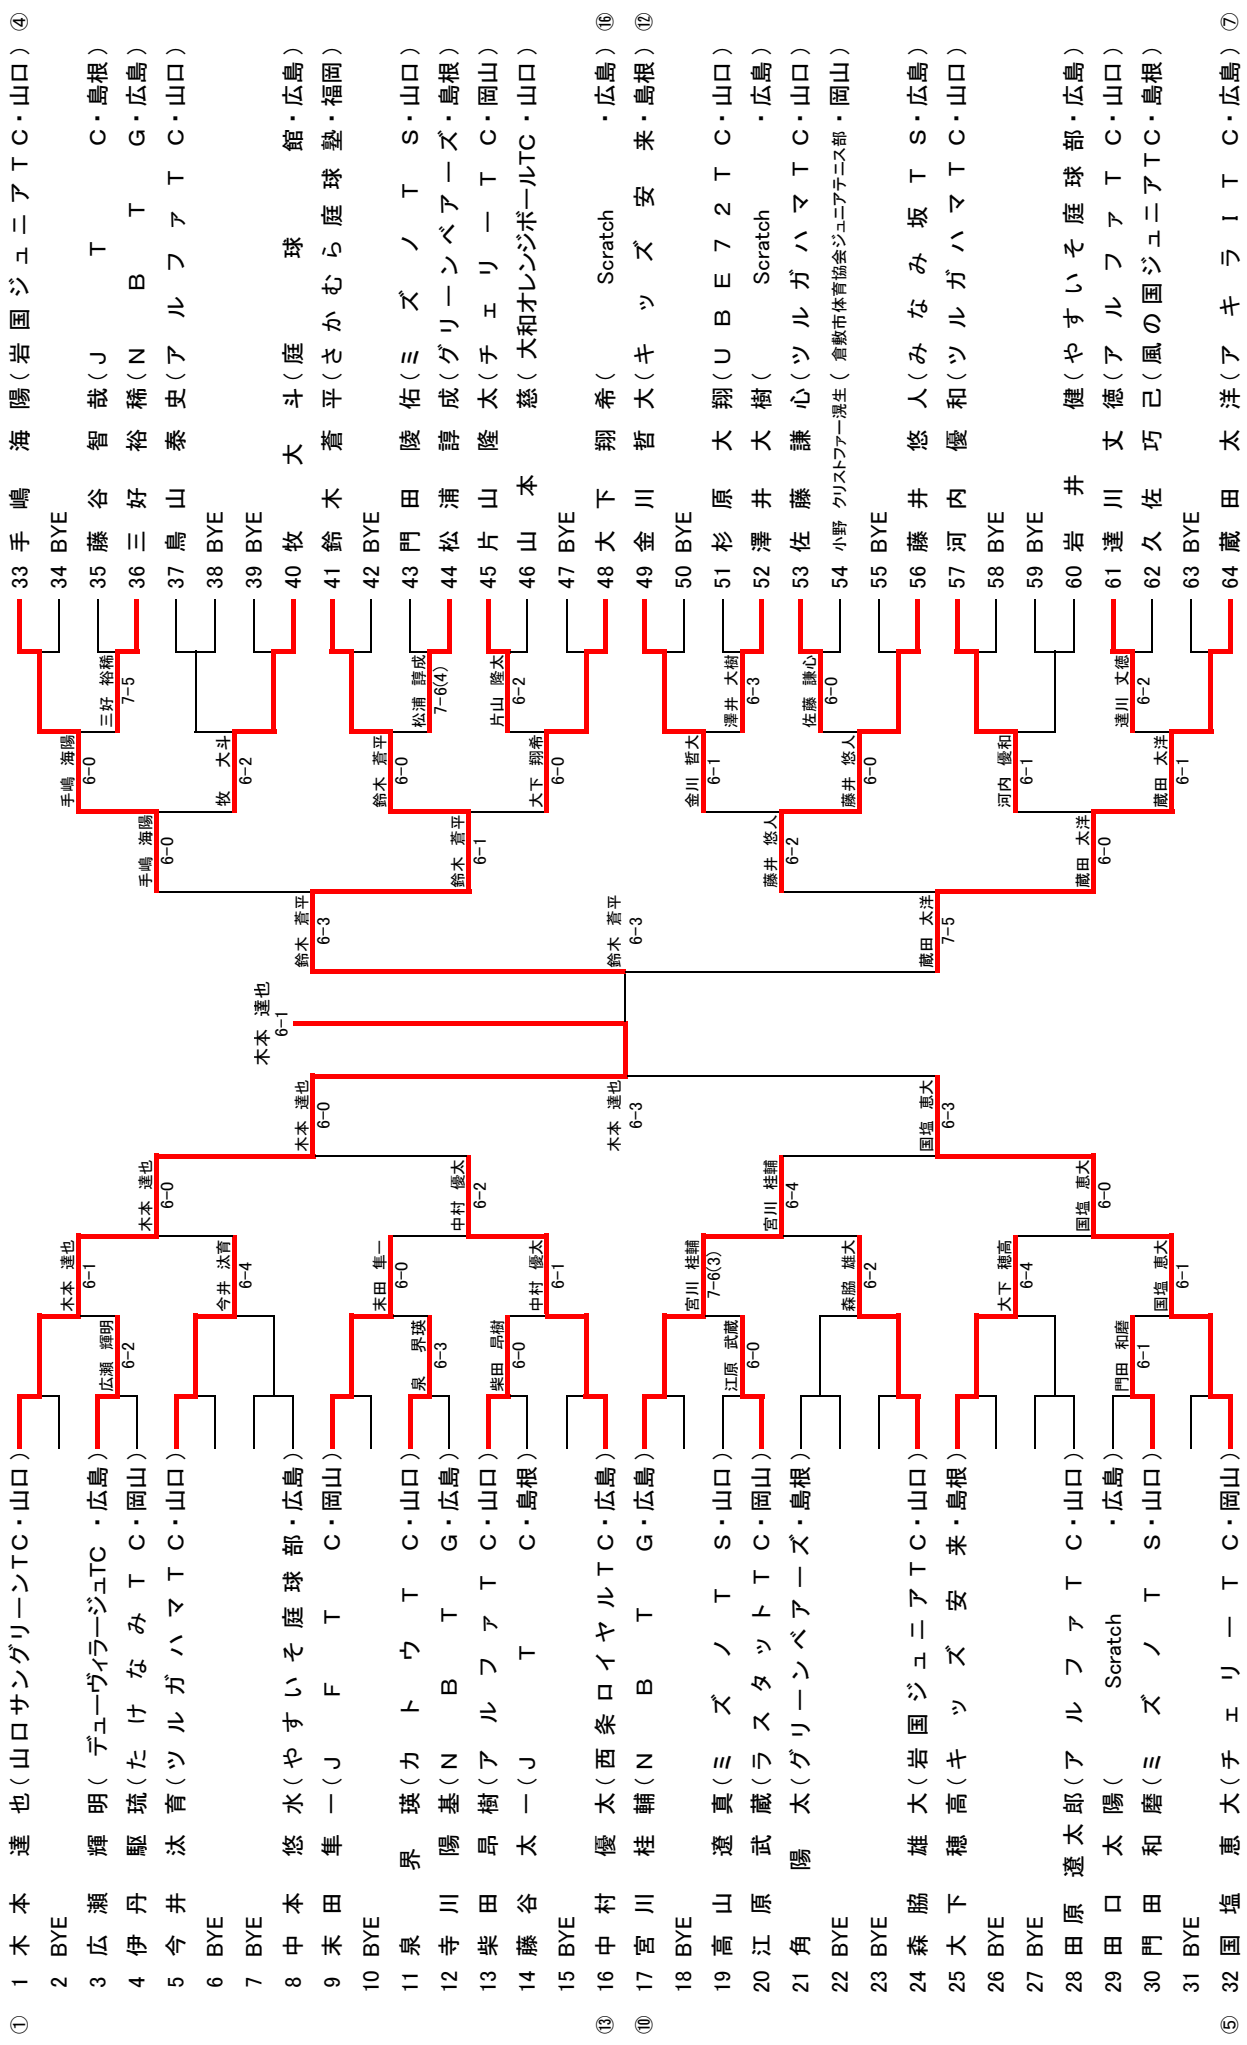 ① 1 木本 達也(山口サングリーンTC・山口)
2 BYE
3 広瀬 輝明( デューヴィラージュTC ・広島)
4 伊丹 駆琉(たけなみTC・岡山)
5 今井 汰育(ツルガハマTC・山口)
6 BYE
7 BYE
8 中本 悠水(やすいそ庭球部・広島)
9 末田 隼一(JFTC・岡山)
10 BYE
11 泉 界瑛(カトウTC・山口)
12 寺川 陽基(NBTG・広島)
13 柴田 昂樹(アルファTC・山口)
14 藤谷 太一(JTC・島根)
15 BYE
⑬ 16 中村 優太(西条ロイヤルTC・広島)
⑩ 17 宮川 桂輔(NBTG・広島)
18 BYE
19 高山 遼真(ミズノTS・山口)
20 江原 武蔵(ラスタットTC・岡山)
21 角 陽太(グリーンベアーズ・島根)
22 BYE
23 BYE
24 森脇 雄大(岩国ジュニアTC・山口)
25 大下 穂高(キッズ安来・島根)
26 BYE
27 BYE
28 田原 遼太郎(アルファTC・山口)
29 田口 太陽( Scratch ・広島)
30 門田 和磨(ミズノTS・山口)
31 BYE
⑤ 32 国塩 恵大(チェリーTC・岡山)
広瀬 輝明
6-2
泉 界瑛
6-3
柴田 昂樹
6-0
江原 武蔵
6-0
門田 和磨
6-1
木本 達也
6-1
今井 汰育
6-4
末田 隼一
6-0
中村 優太
6-1
宮川 桂輔
7-6(3)
森脇 雄大
6-2
大下 穂高
6-4
国塩 恵大
6-1
木本 達也
6-0
中村 優太
6-2
宮川 桂輔
6-4
国塩 恵大
6-0
木本 達也
6-0
国塩 恵大
6-3
木本 達也
6-3
木本 達也
6-1
鈴木 蒼平
6-3
鈴木 蒼平
6-3
蔵田 太洋
7-5
手嶋 海陽
6-0
鈴木 蒼平
6-1
藤井 悠人
6-2
蔵田 太洋
6-0
手嶋 海陽
6-0
牧 大斗
6-2
鈴木 蒼平
6-0
大下 翔希
6-0
金川 哲大
6-1
藤井 悠人
6-0
河内 優和
6-1
蔵田 太洋
6-1
三好 裕稀
7-5
松浦 諄成
7-6(4)
片山 隆太
6-2
澤井 大樹
6-3
佐藤 謙心
6-0
達川 丈徳
6-2
33 手嶋 海陽(岩国ジュニアTC・山口) ④
34 BYE
35 藤谷 智哉(JTC・島根)
36 三好 裕稀(NBTG・広島)
37 鳥山 泰史(アルファTC・山口)
38 BYE
39 BYE
40 牧 大斗(庭球館・広島)
41 鈴木 蒼平(さかむら庭球塾・福岡)
42 BYE
43 門田 陵佑(ミズノTS・山口)
44 松浦 諄成(グリーンベアーズ・島根)
45 片山 隆太(チェリーTC・岡山)
46 山本 慈( 大和オレンジボールTC ・山口)
47 BYE
48 大下 翔希( Scratch ・広島) ⑯
49 金川 哲大(キッズ安来・島根) ⑫
50 BYE
51 杉原 大翔(UBE72TC・山口)
52 澤井 大樹( Scratch ・広島)
53 佐藤 謙心(ツルガハマTC・山口)
54 小野 クリストファー滉生( 倉敷市体育協会ジュニアテニス部 ・岡山)
55 BYE
56 藤井 悠人(みなみ坂TS・広島)
57 河内 優和(ツルガハマTC・山口)
58 BYE
59 BYE
60 岩井 健(やすいそ庭球部・広島)
61 達川 丈徳(アルファTC・山口)
62 久佐 巧己(風の国ジュニアTC・島根)
63 BYE
64 蔵田 太洋(アキラITC・広島) ⑦